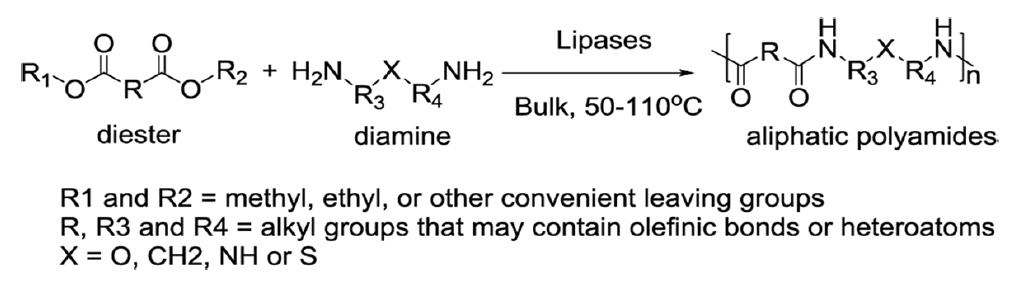 R1 O O O R O R2 + H2N R3 X R4 NH2 Lipases Bulk, 50-110°C O R O H N R3 X R4 H N n
diester diamine aliphatic polyamides
R1 and R2 = methyl, ethyl, or other convenient leaving groups
R, R3 and R4 = alkyl groups that may contain olefinic bonds or heteroatoms
X = O, CH2, NH or S